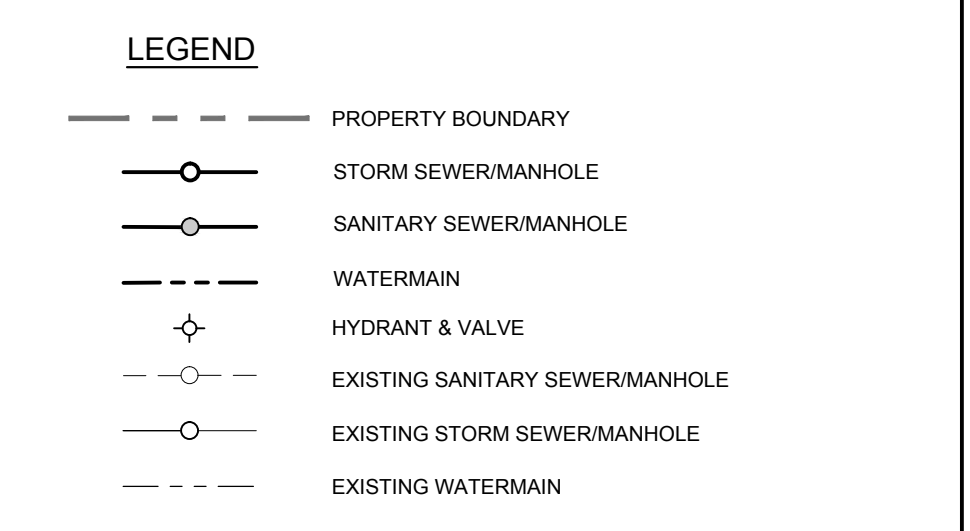 LEGEND
PROPERTY BOUNDARY
STORM SEWER/MANHOLE
SANITARY SEWER/MANHOLE
WATERMAIN
HYDRANT & VALVE
EXISTING SANITARY SEWER/MANHOLE
EXISTING STORM SEWER/MANHOLE
EXISTING WATERMAIN